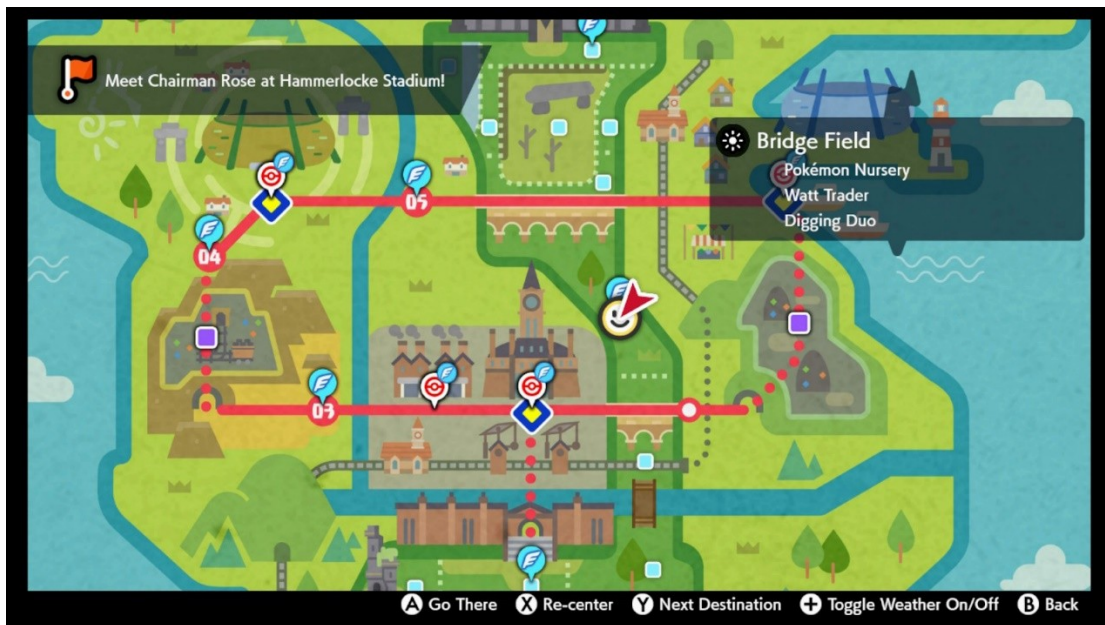 Meet Chairman Rose at Hammerlocke Stadium!
Bridge Field
Pokémon Nursery
Watt Trader
Digging Duo
05
04
03
A Go There X Re-center Y Next Destination + Toggle Weather On/Off B Back